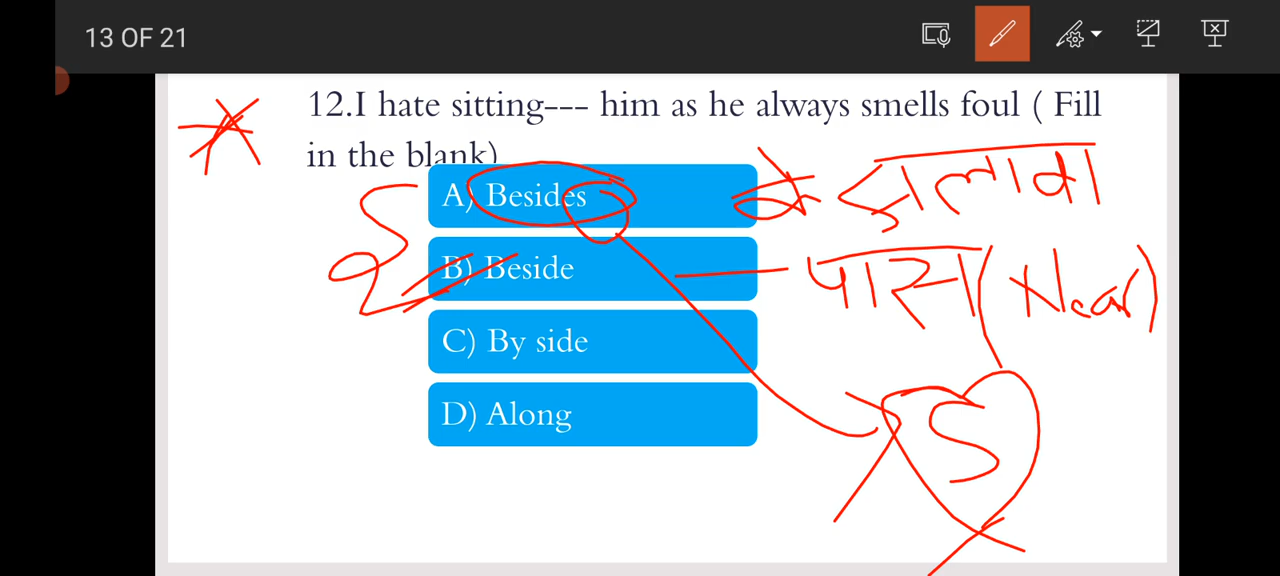 13 OF 21
12.I hate sitting--- him as he always smells foul ( Fill
in the blank)
A) Besides
के अलावा
B) Beside
पास (Near)
C) By side
D) Along
S